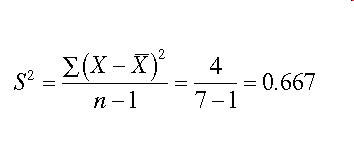 S² = Σ(X − X̅)² / (n − 1) = 4 / (7 − 1) = 0.667